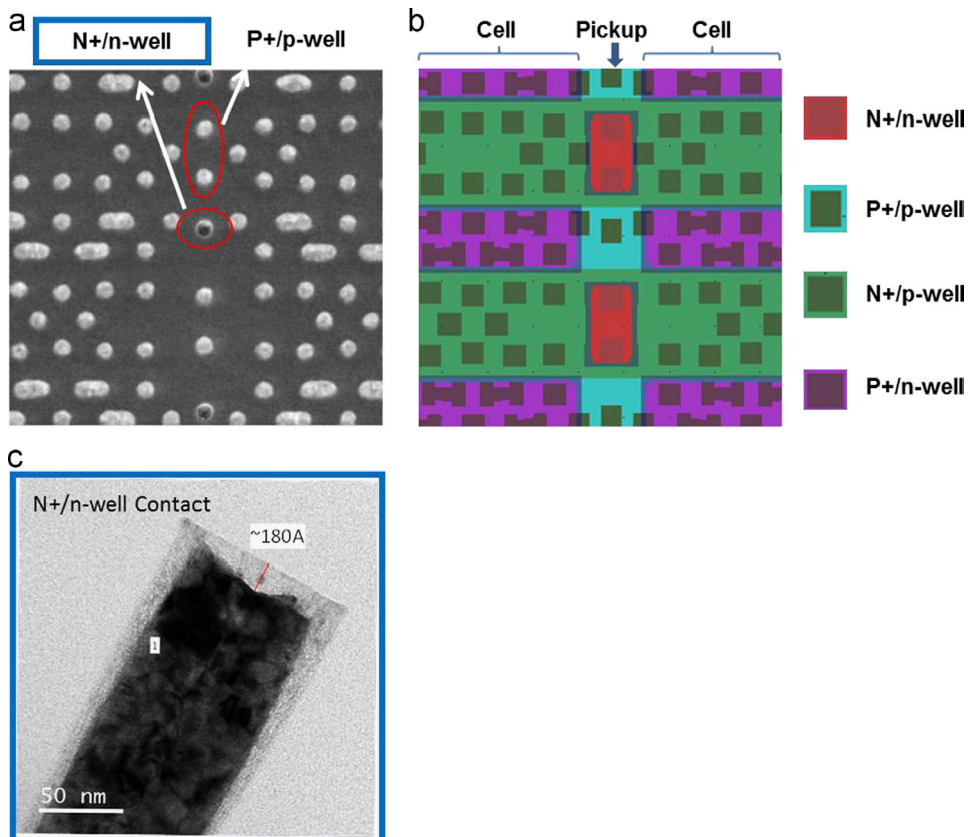 a
N+/n-well
P+/p-well
b
Cell
Pickup
Cell
N+/n-well
P+/p-well
N+/p-well
P+/n-well
c
N+/n-well Contact
~180A
1
50 nm